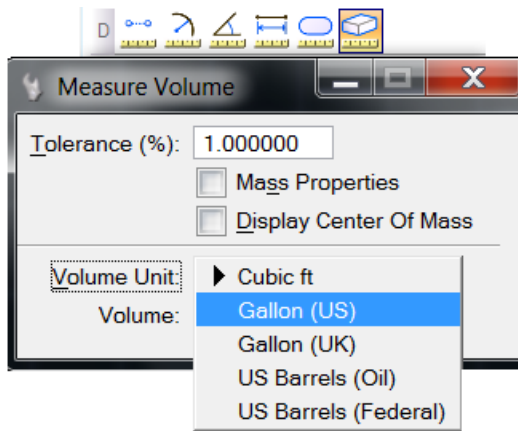 D
Measure Volume
Tolerance (%): 1.000000
Mass Properties
Display Center Of Mass
Volume Unit: Cubic ft
Volume: Gallon (US)
Gallon (UK)
US Barrels (Oil)
US Barrels (Federal)